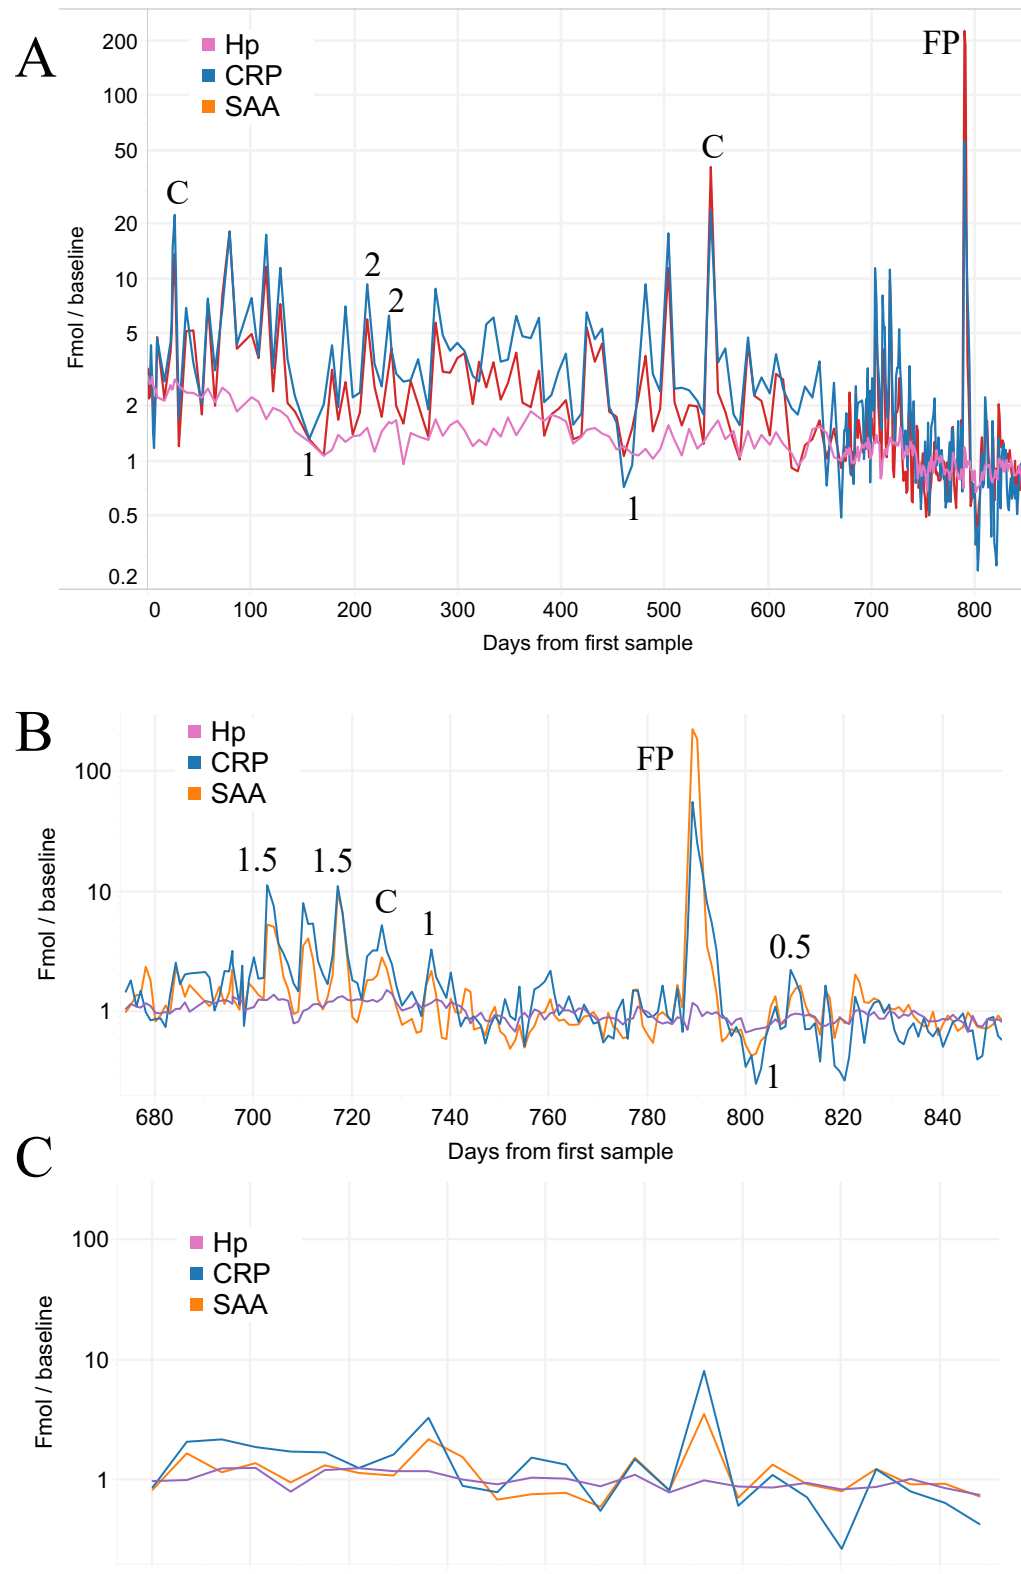 A
Hp
CRP
SAA
FP
C
C
2
2
1
1
200
100
50
20
10
5
2
1
0.5
0.2
Fmol / baseline
0 100 200 300 400 500 600 700 800
Days from first sample
B
Hp
CRP
SAA
FP
1.5
1.5
C
1
0.5
1
100
10
1
Fmol / baseline
680 700 720 740 760 780 800 820 840
Days from first sample
C
Hp
CRP
SAA
100
10
1
Fmol / baseline